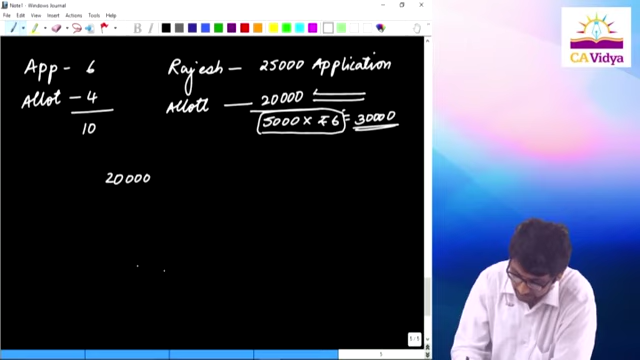 Note1 - Windows Journal
File Edit View Insert Actions Tools Help
App - 6
Allot - 4
10
Rajesh - 25000 Application
Allott - 20000
5000 × ₹6 = 30000
20000
CA Vidya
1/1
1